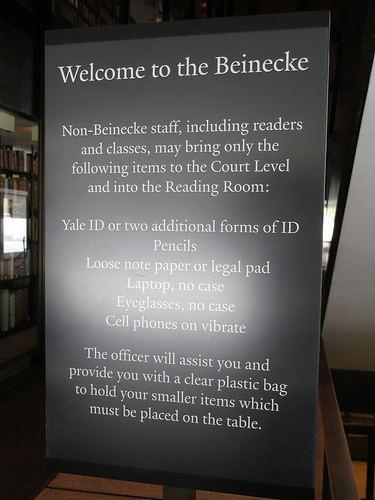 Welcome to the Beinecke
Non-Beinecke staff, including readers
and classes, may bring only the
following items to the Court Level
and into the Reading Room:
Yale ID or two additional forms of ID
Pencils
Loose note paper or legal pad
Laptop, no case
Eyeglasses, no case
Cell phones on vibrate
The officer will assist you and
provide you with a clear plastic bag
to hold your smaller items which
must be placed on the table.